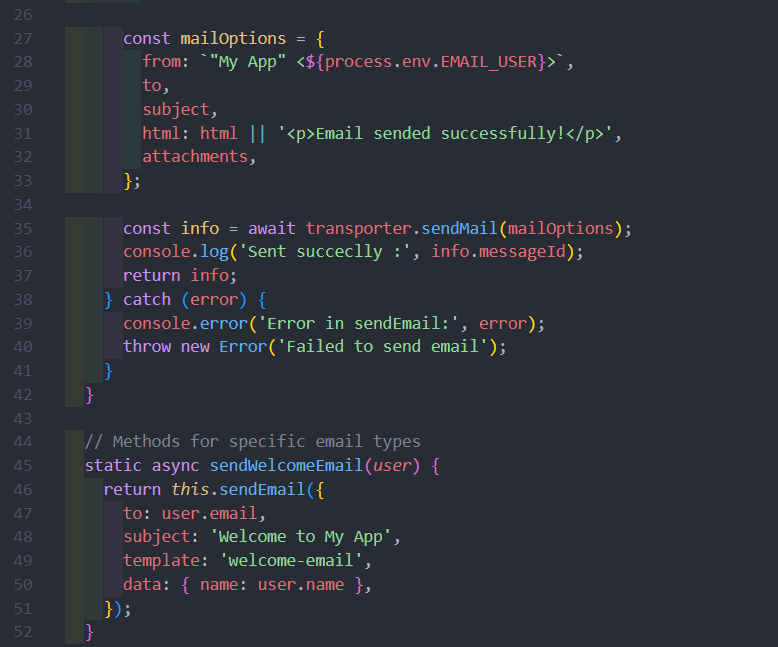 26
27 const mailOptions = {
28 from: `"My App" <${process.env.EMAIL_USER}>`,
29 to,
30 subject,
31 html: html || '<p>Email sended successfully!</p>',
32 attachments,
33 };
34
35 const info = await transporter.sendMail(mailOptions);
36 console.log('Sent succeclly :', info.messageId);
37 return info;
38 } catch (error) {
39 console.error('Error in sendEmail:', error);
40 throw new Error('Failed to send email');
41 }
42 }
43
44 // Methods for specific email types
45 static async sendWelcomeEmail(user) {
46 return this.sendEmail({
47 to: user.email,
48 subject: 'Welcome to My App',
49 template: 'welcome-email',
50 data: { name: user.name },
51 });
52 }